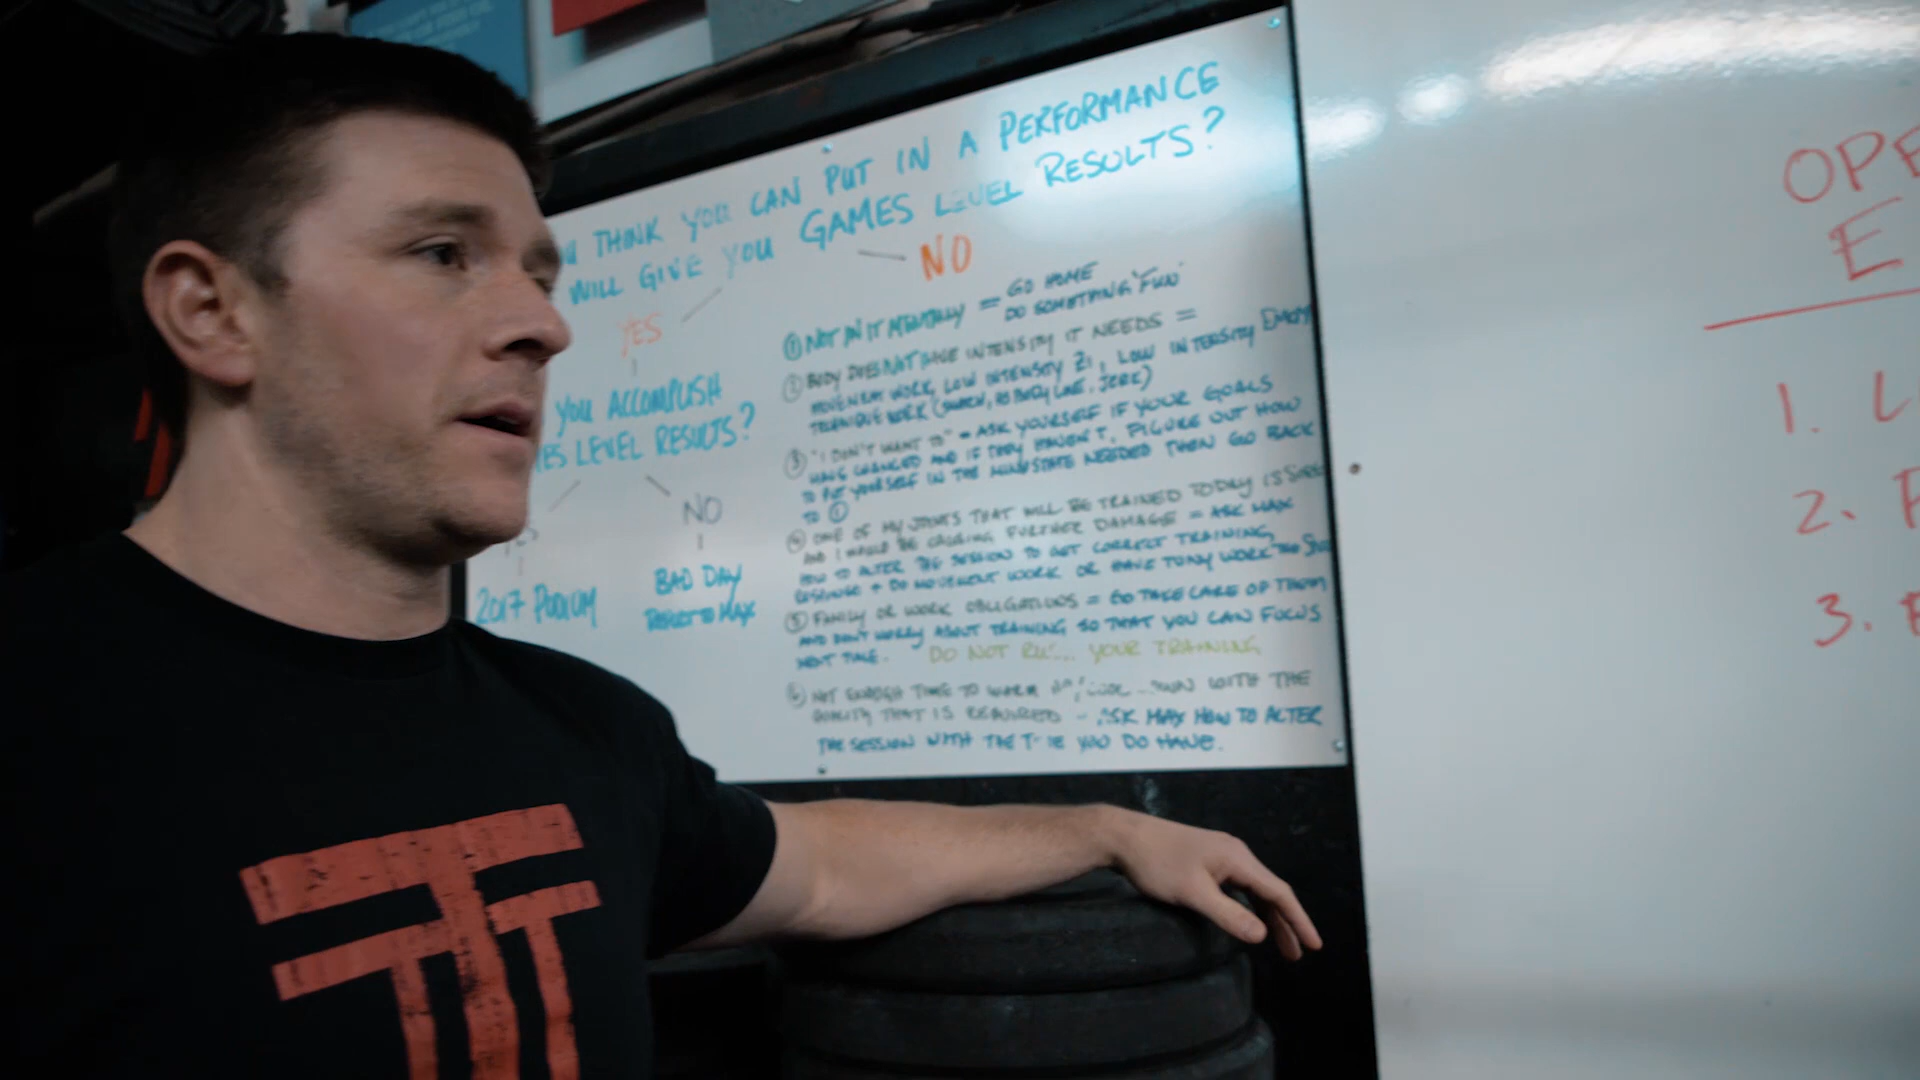 THINK YOU CAN PUT IN A PERFORMANCE
WILL GIVE YOU GAMES LEVEL RESULTS?
YES
NO
YOU ACCOMPLISH
LEVEL RESULTS?
NO
2017 PODIUM
BAD DAY
MAX
① NOT IN IT MENTALLY = GO HOME
DO SOMETHING "FUN"
② BODY DOES NOT HAVE INTENSITY IT NEEDS =
MOVEMENT WORK, LOW INTENSITY Z1, LOW INTENSITY EMOM
TECHNIQUE WORK (SNATCH, JERK)
③ "I DON'T WANT TO" = ASK YOURSELF IF YOUR GOALS
HAVE CHANGED AND IF THEY HAVEN'T, FIGURE OUT HOW
TO PUT YOURSELF IN THE MINDSTATE NEEDED THEN GO BACK
TO ①
④ ONE OF MY JOINTS THAT WILL BE TRAINED TODAY IS
AND I WOULD BE CAUSING FURTHER DAMAGE = ASK MAX
HOW TO ALTER THE SESSION TO GET CORRECT TRAINING
RESPONSE + DO MOVEMENT WORK OR HAVE TONY WORK
⑤ FAMILY OR WORK OBLIGATIONS = GO TAKE CARE OF THEM
AND DON'T WORRY ABOUT TRAINING SO THAT YOU CAN FOCUS
NEXT TIME. DO NOT YOUR TRAINING
⑥ NOT ENOUGH TIME TO WARM WITH THE
QUALITY THAT IS REQUIRED - ASK MAX HOW TO ALTER
THE SESSION WITH THE YOU DO HAVE.
OPE
E
1. L
2.
3.